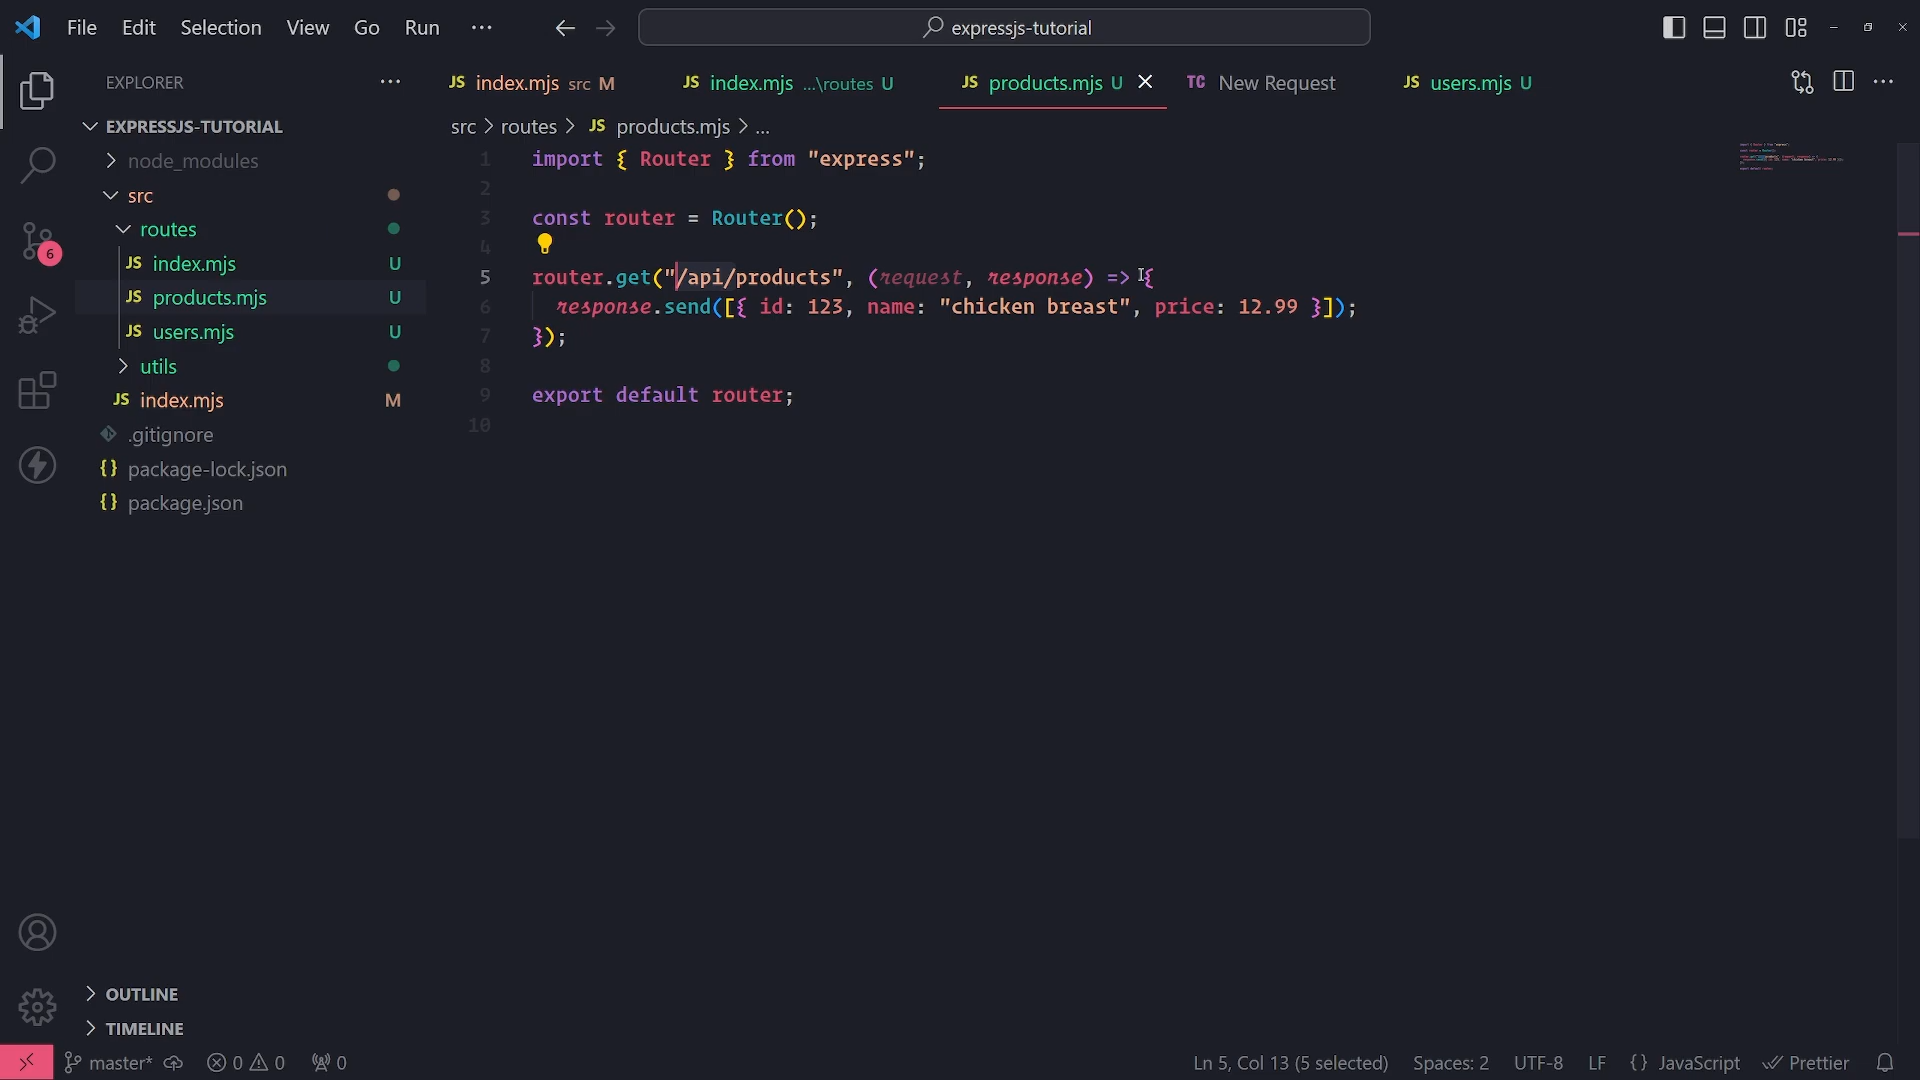 File Edit Selection View Go Run ...
expressjs-tutorial
EXPLORER
EXPRESSJS-TUTORIAL
node_modules
src
routes
JS index.mjs U
JS products.mjs U
JS users.mjs U
utils
JS index.mjs M
.gitignore
{} package-lock.json
{} package.json
OUTLINE
TIMELINE
6
JS index.mjs src M
JS index.mjs ...\routes U
JS products.mjs U
TC New Request
JS users.mjs U
src > routes > JS products.mjs > ...
1 import { Router } from "express";
2
3 const router = Router();
4
5 router.get("/api/products", (request, response) => {
6 response.send([{ id: 123, name: "chicken breast", price: 12.99 }]);
7 });
8
9 export default router;
10
master* 0 0 0 Ln 5, Col 13 (5 selected) Spaces: 2 UTF-8 LF {} JavaScript Prettier